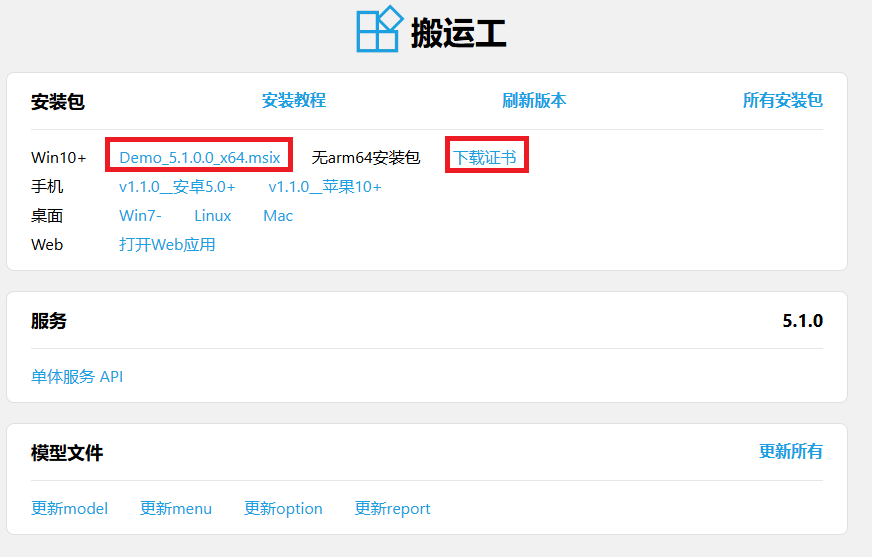 搬运工
安装包 安装教程 刷新版本 所有安装包
Win10+ Demo_5.1.0.0_x64.msix 无arm64安装包 下载证书
手机 v1.1.0__安卓5.0+ v1.1.0__苹果10+
桌面 Win7- Linux Mac
Web 打开Web应用
服务 5.1.0
单体服务 API
模型文件 更新所有
更新model 更新menu 更新option 更新report